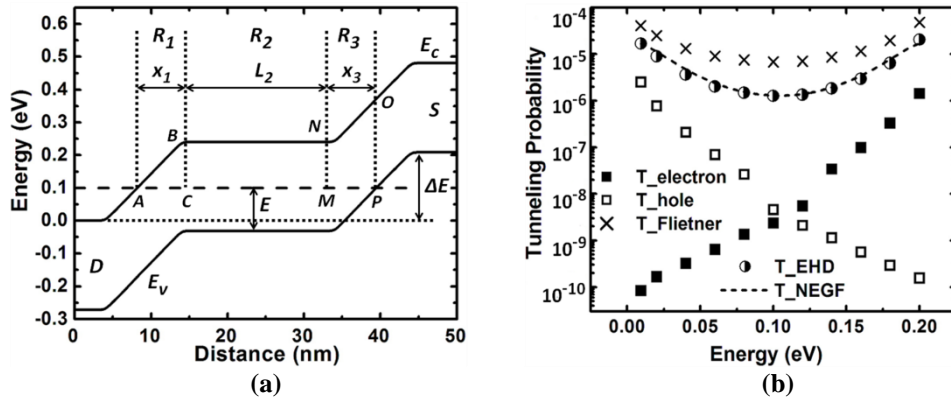 0.6
0.5
0.4
0.3
0.2
0.1
0.0
-0.1
-0.2
-0.3
Energy (eV)
R1 R2 R3
x1 L2 x3
Ec
O
S
B
N
A C M P
E
ΔE
D
Ev
0 10 20 30 40 50
Distance (nm)
(a)
10-4
10-5
10-6
10-7
10-8
10-9
10-10
Tunneling Probability
T_electron
T_hole
T_Flietner
T_EHD
T_NEGF
0.00 0.05 0.10 0.15 0.20
Energy (eV)
(b)